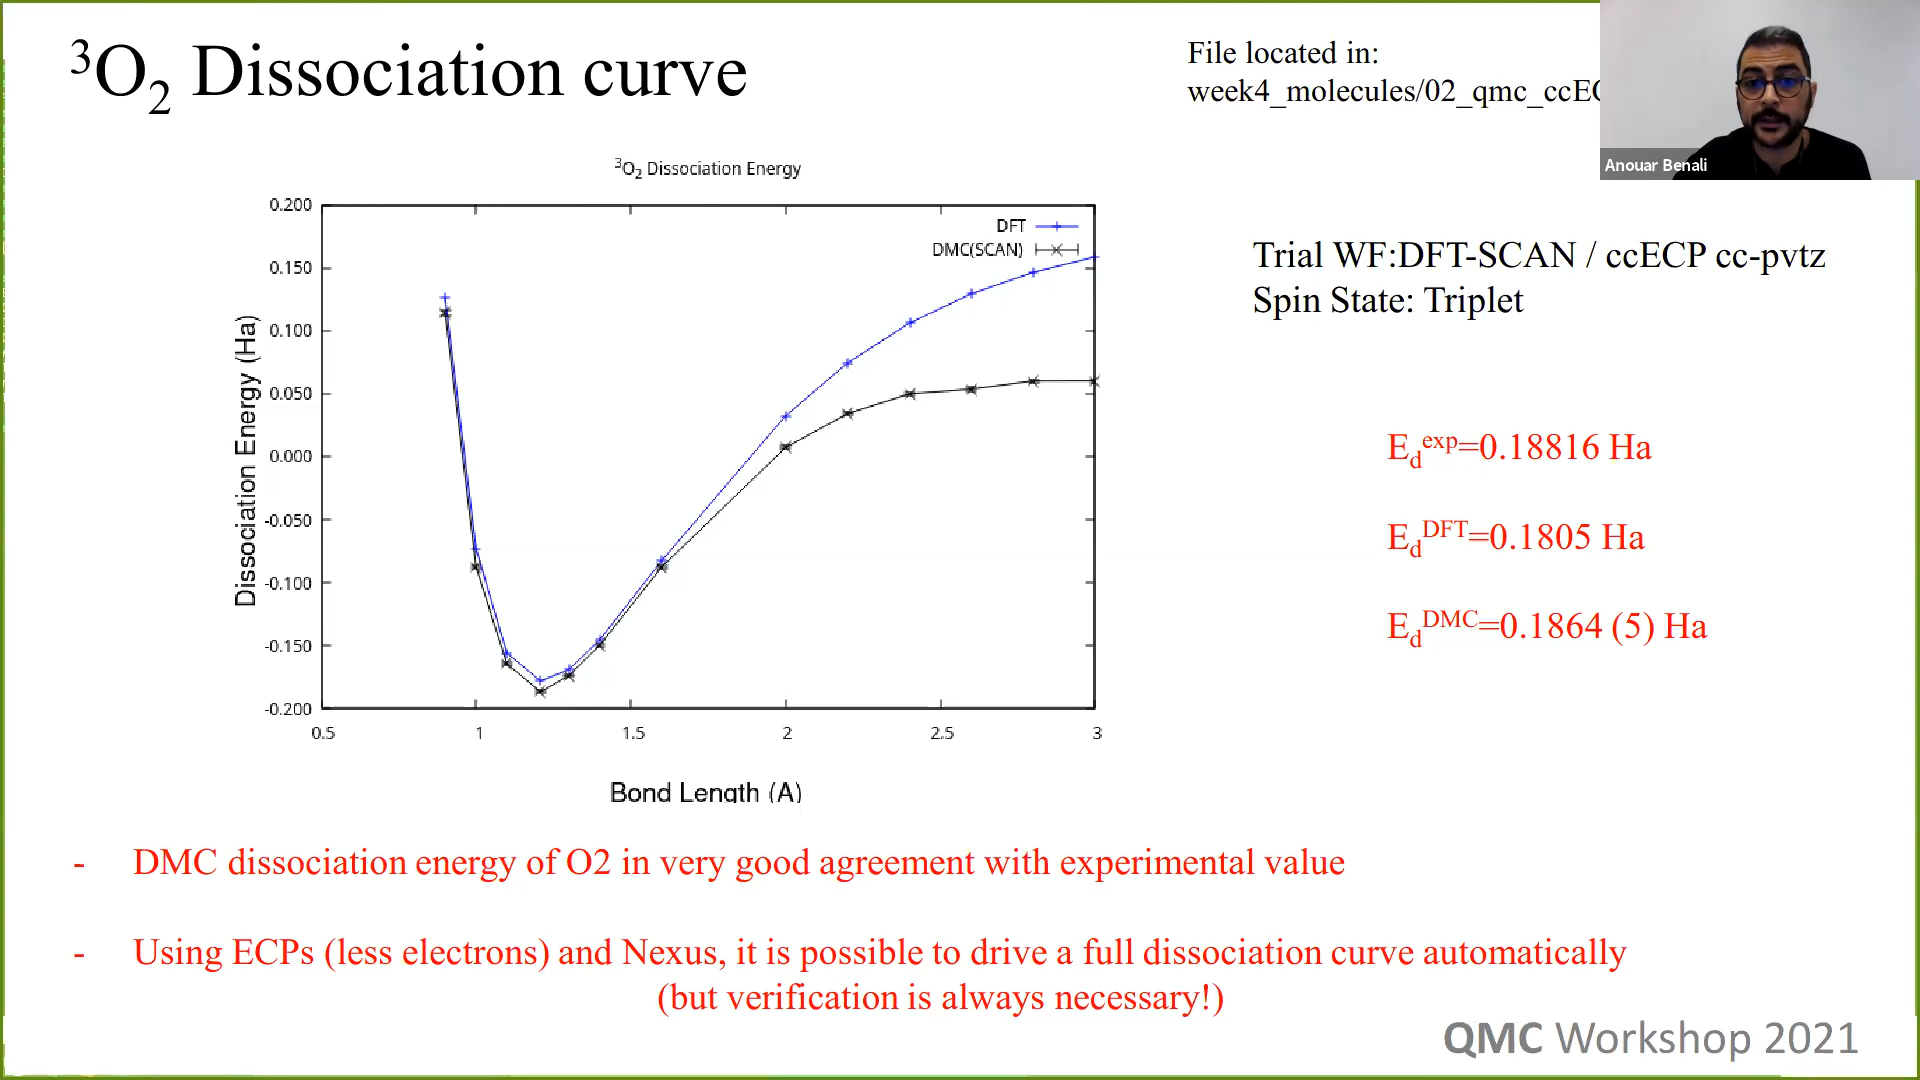 ³O₂ Dissociation curve
File located in:
week4_molecules/02_qmc_ccEC
Anouar Benali
³O₂ Dissociation Energy
DFT
DMC(SCAN)
Dissociation Energy (Ha)
0.200
0.150
0.100
0.050
0.000
-0.050
-0.100
-0.150
-0.200
0.5 1 1.5 2 2.5 3
Bond Length (A)
Trial WF:DFT-SCAN / ccECP cc-pvtz
Spin State: Triplet
E_d^exp=0.18816 Ha
E_d^DFT=0.1805 Ha
E_d^DMC=0.1864 (5) Ha
- DMC dissociation energy of O2 in very good agreement with experimental value
- Using ECPs (less electrons) and Nexus, it is possible to drive a full dissociation curve automatically
(but verification is always necessary!)
QMC Workshop 2021